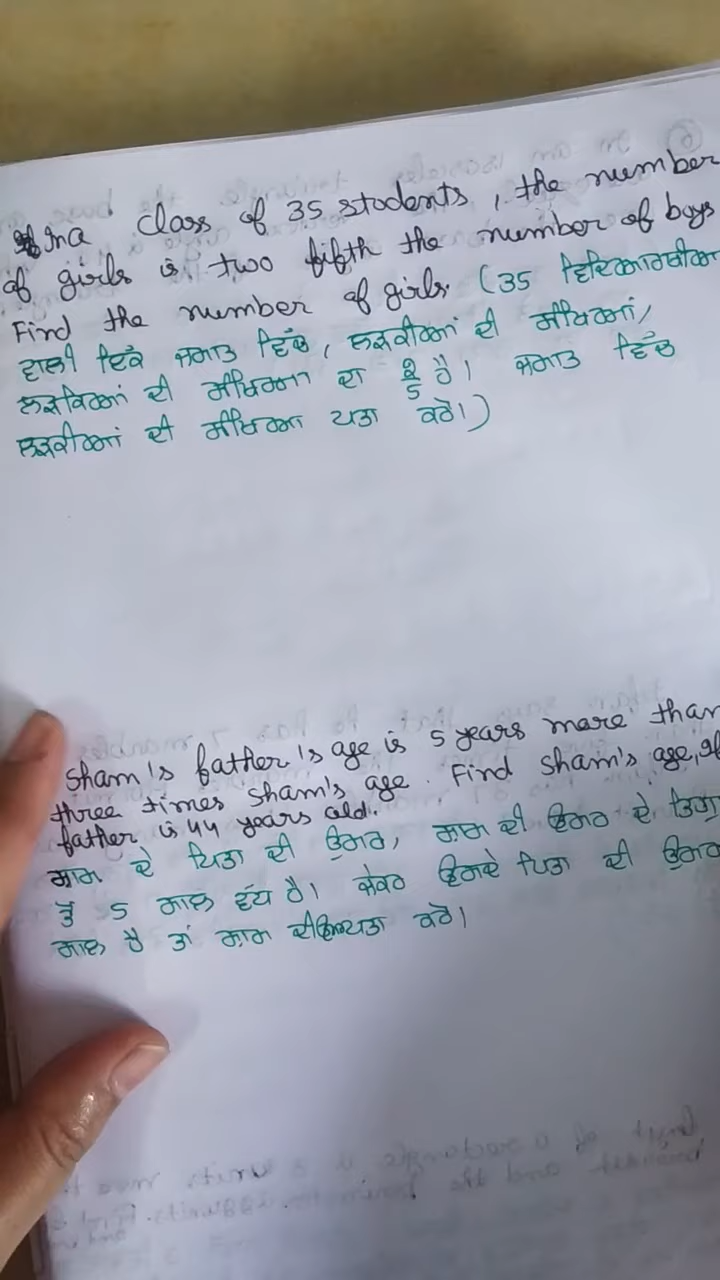 In a class of 35 students, the number
of girls is two fifth the number of boys
Find the number of girls. (35 ਵਿਦਿਆਰਥੀਆਂ
ਵਾਲੀ ਇੱਕ ਜਮਾਤ ਵਿੱਚ, ਲੜਕੀਆਂ ਦੀ ਸੰਖਿਆ,
ਲੜਕਿਆਂ ਦੀ ਸੰਖਿਆ ਦਾ 2/5 ਹੈ। ਜਮਾਤ ਵਿੱਚ
ਲੜਕੀਆਂ ਦੀ ਸੰਖਿਆ ਪਤਾ ਕਰੋ।)
Sham's father's age is 5 years more than
three times Sham's age. Find Sham's age, if
father is 44 years old.
ਸ਼ਾਮ ਦੇ ਪਿਤਾ ਦੀ ਉਮਰ, ਸ਼ਾਮ ਦੀ ਉਮਰ ਦੇ
ਤੋਂ 5 ਸਾਲ ਵੱਧ ਹੈ। ਜੇਕਰ ਉਸਦੇ ਪਿਤਾ ਦੀ ਉਮਰ
ਸਾਲ ਹੈ ਤਾਂ ਸ਼ਾਮ ਦੀ ਪਤਾ ਕਰੋ।